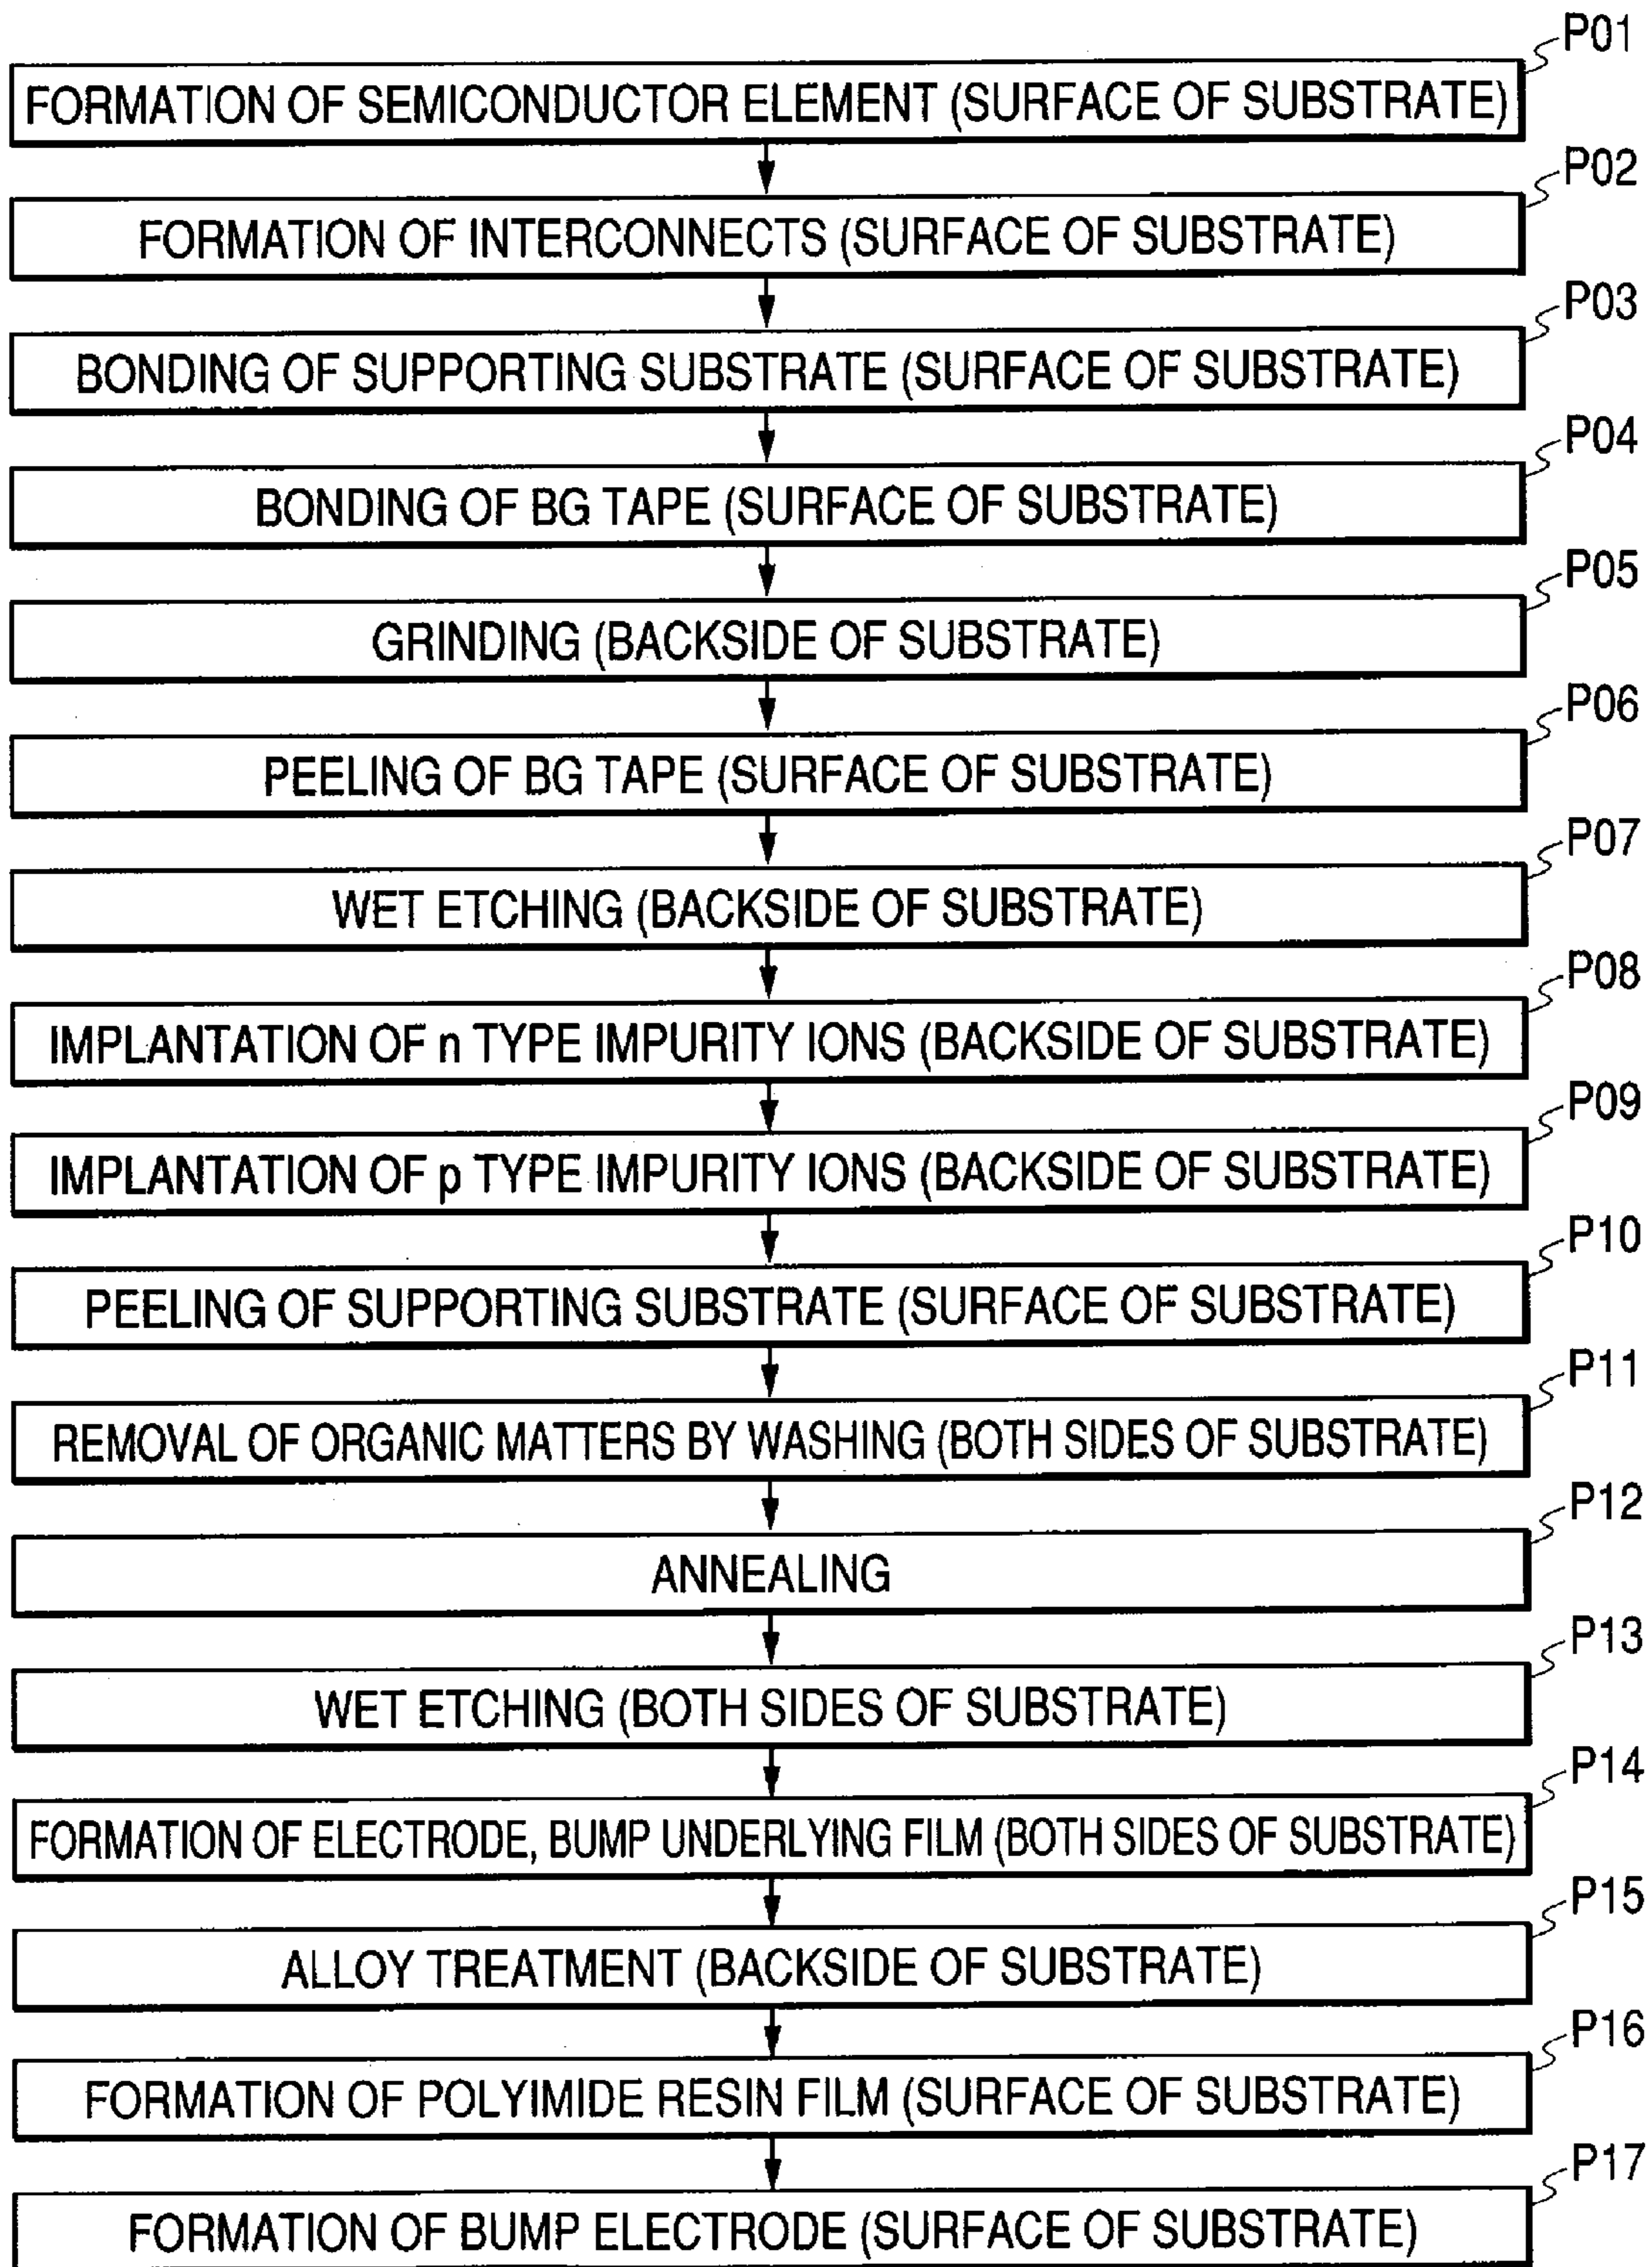 P01
FORMATION OF SEMICONDUCTOR ELEMENT (SURFACE OF SUBSTRATE)
P02
FORMATION OF INTERCONNECTS (SURFACE OF SUBSTRATE)
P03
BONDING OF SUPPORTING SUBSTRATE (SURFACE OF SUBSTRATE)
P04
BONDING OF BG TAPE (SURFACE OF SUBSTRATE)
P05
GRINDING (BACKSIDE OF SUBSTRATE)
P06
PEELING OF BG TAPE (SURFACE OF SUBSTRATE)
P07
WET ETCHING (BACKSIDE OF SUBSTRATE)
P08
IMPLANTATION OF n TYPE IMPURITY IONS (BACKSIDE OF SUBSTRATE)
P09
IMPLANTATION OF p TYPE IMPURITY IONS (BACKSIDE OF SUBSTRATE)
P10
PEELING OF SUPPORTING SUBSTRATE (SURFACE OF SUBSTRATE)
P11
REMOVAL OF ORGANIC MATTERS BY WASHING (BOTH SIDES OF SUBSTRATE)
P12
ANNEALING
P13
WET ETCHING (BOTH SIDES OF SUBSTRATE)
P14
FORMATION OF ELECTRODE, BUMP UNDERLYING FILM (BOTH SIDES OF SUBSTRATE)
P15
ALLOY TREATMENT (BACKSIDE OF SUBSTRATE)
P16
FORMATION OF POLYIMIDE RESIN FILM (SURFACE OF SUBSTRATE)
P17
FORMATION OF BUMP ELECTRODE (SURFACE OF SUBSTRATE)